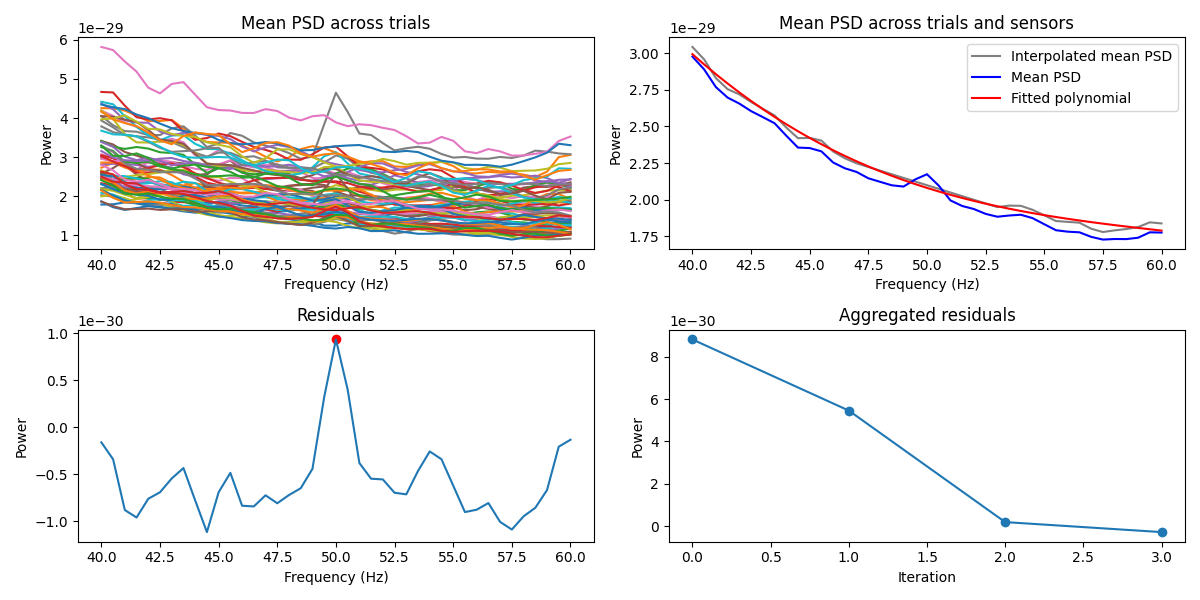 Mean PSD across trials
1e−29
6
5
4
3
2
1
Power
40.0 42.5 45.0 47.5 50.0 52.5 55.0 57.5 60.0
Frequency (Hz)
Mean PSD across trials and sensors
1e−29
3.00
2.75
2.50
2.25
2.00
1.75
Power
Interpolated mean PSD
Mean PSD
Fitted polynomial
40.0 42.5 45.0 47.5 50.0 52.5 55.0 57.5 60.0
Frequency (Hz)
Residuals
1e−30
1.0
0.5
0.0
−0.5
−1.0
Power
40.0 42.5 45.0 47.5 50.0 52.5 55.0 57.5 60.0
Frequency (Hz)
Aggregated residuals
1e−30
8
6
4
2
0
Power
0.0 0.5 1.0 1.5 2.0 2.5 3.0
Iteration